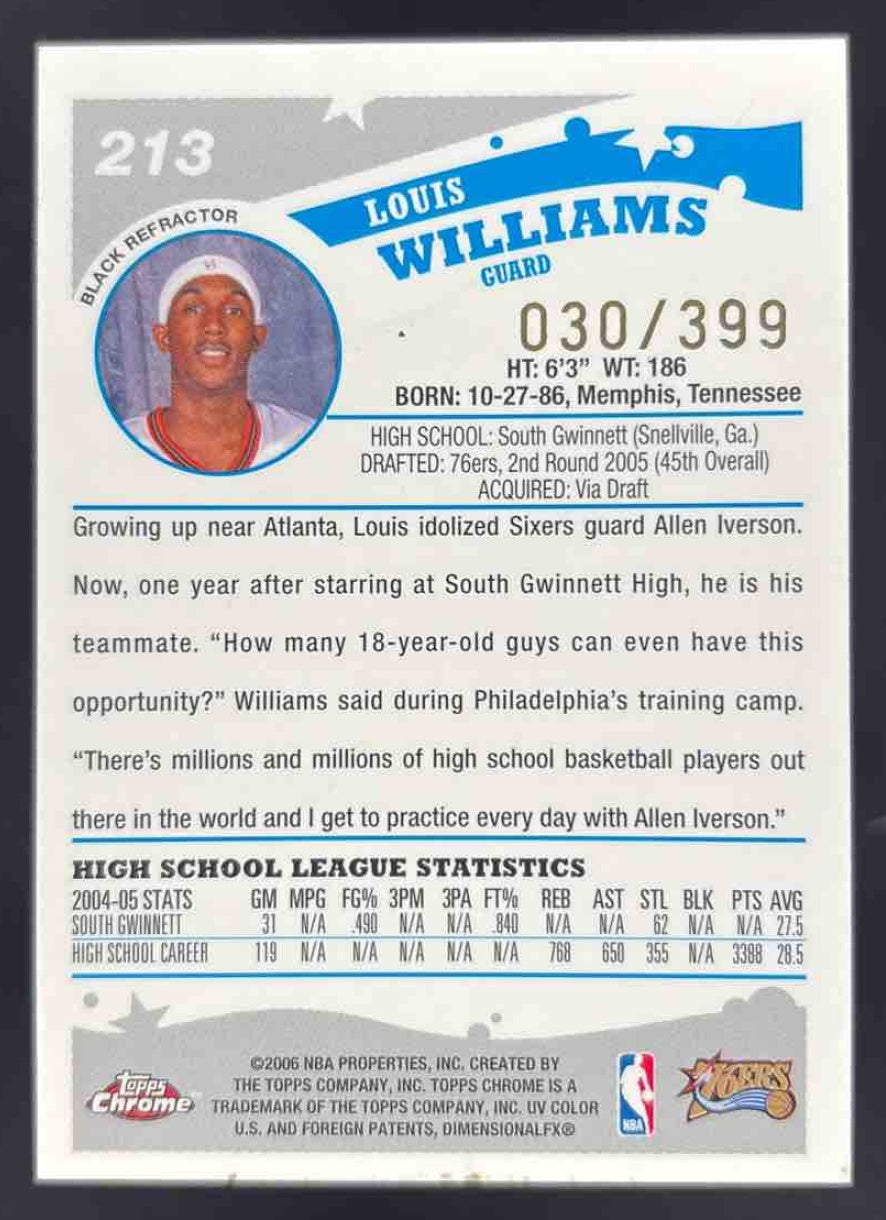 213
BLACK REFRACTOR
LOUIS
WILLIAMS
GUARD
030/399
HT: 6'3" WT: 186
BORN: 10-27-86, Memphis, Tennessee
HIGH SCHOOL: South Gwinnett (Snellville, Ga.)
DRAFTED: 76ers, 2nd Round 2005 (45th Overall)
ACQUIRED: Via Draft
Growing up near Atlanta, Louis idolized Sixers guard Allen Iverson.
Now, one year after starring at South Gwinnett High, he is his
teammate. “How many 18-year-old guys can even have this
opportunity?” Williams said during Philadelphia’s training camp.
“There’s millions and millions of high school basketball players out
there in the world and I get to practice every day with Allen Iverson.”
HIGH SCHOOL LEAGUE STATISTICS
2004-05 STATS GM MPG FG% 3PM 3PA FT% REB AST STL BLK PTS AVG
SOUTH GWINNETT 31 N/A .490 N/A N/A .840 N/A N/A 62 N/A N/A 27.5
HIGH SCHOOL CAREER 119 N/A N/A N/A N/A N/A 768 650 355 N/A 3388 28.5
Topps
Chrome
©2006 NBA PROPERTIES, INC. CREATED BY
THE TOPPS COMPANY, INC. TOPPS CHROME IS A
TRADEMARK OF THE TOPPS COMPANY, INC. UV COLOR
U.S. AND FOREIGN PATENTS, DIMENSIONALFX®
NBA
76ERS